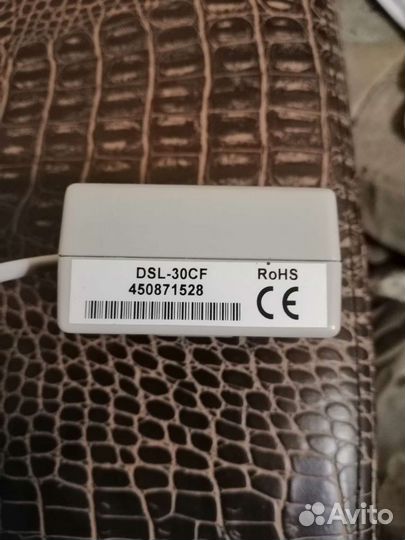 DSL-30CF RoHS
450871528 CE
Avito